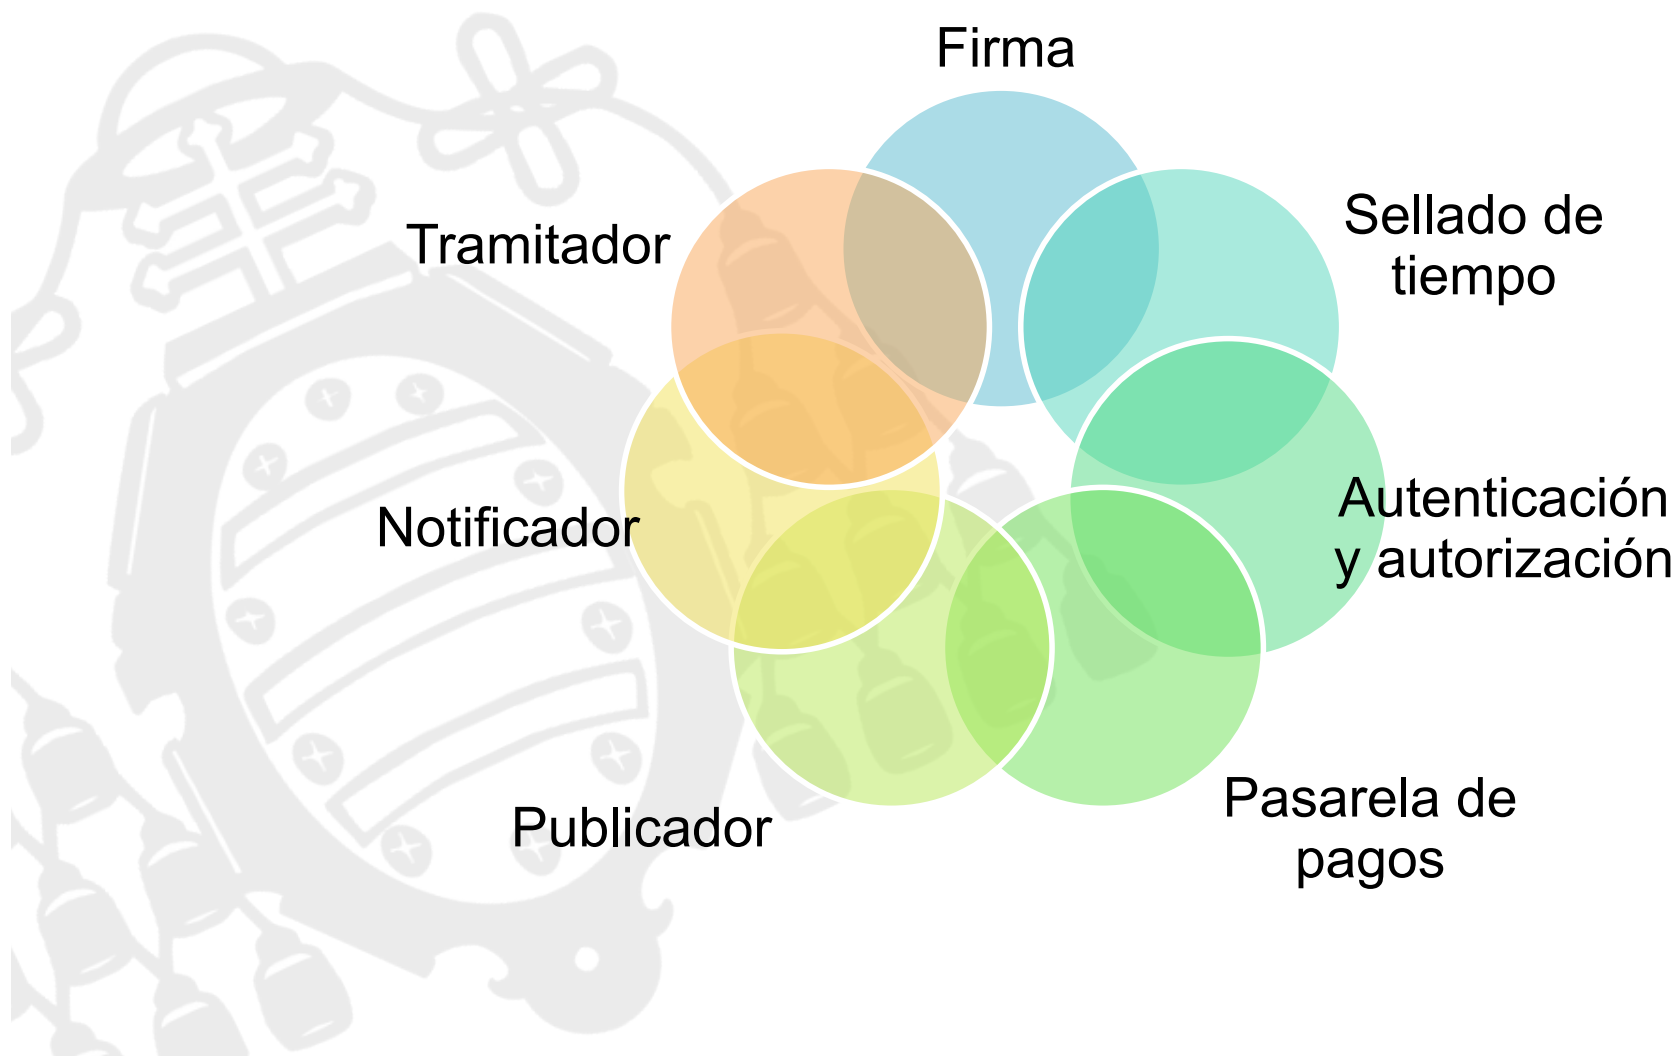 Firma
Sellado de
tiempo
Autenticación
y autorización
Pasarela de
pagos
Publicador
Notificador
Tramitador